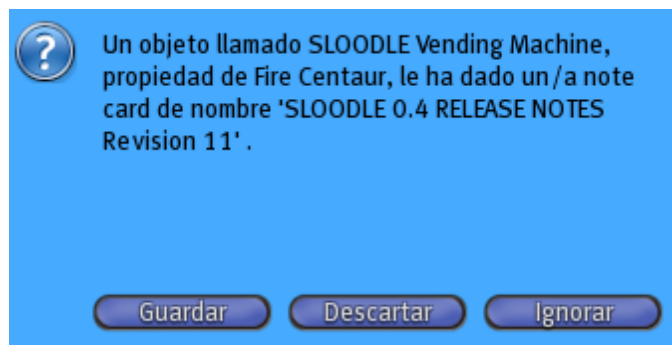 ?
Un objeto llamado SLOODLE Vending Machine,
propiedad de Fire Centaur, le ha dado un/a note
card de nombre 'SLOODLE 0.4 RELEASE NOTES
Revision 11' .
Guardar Descartar Ignorar